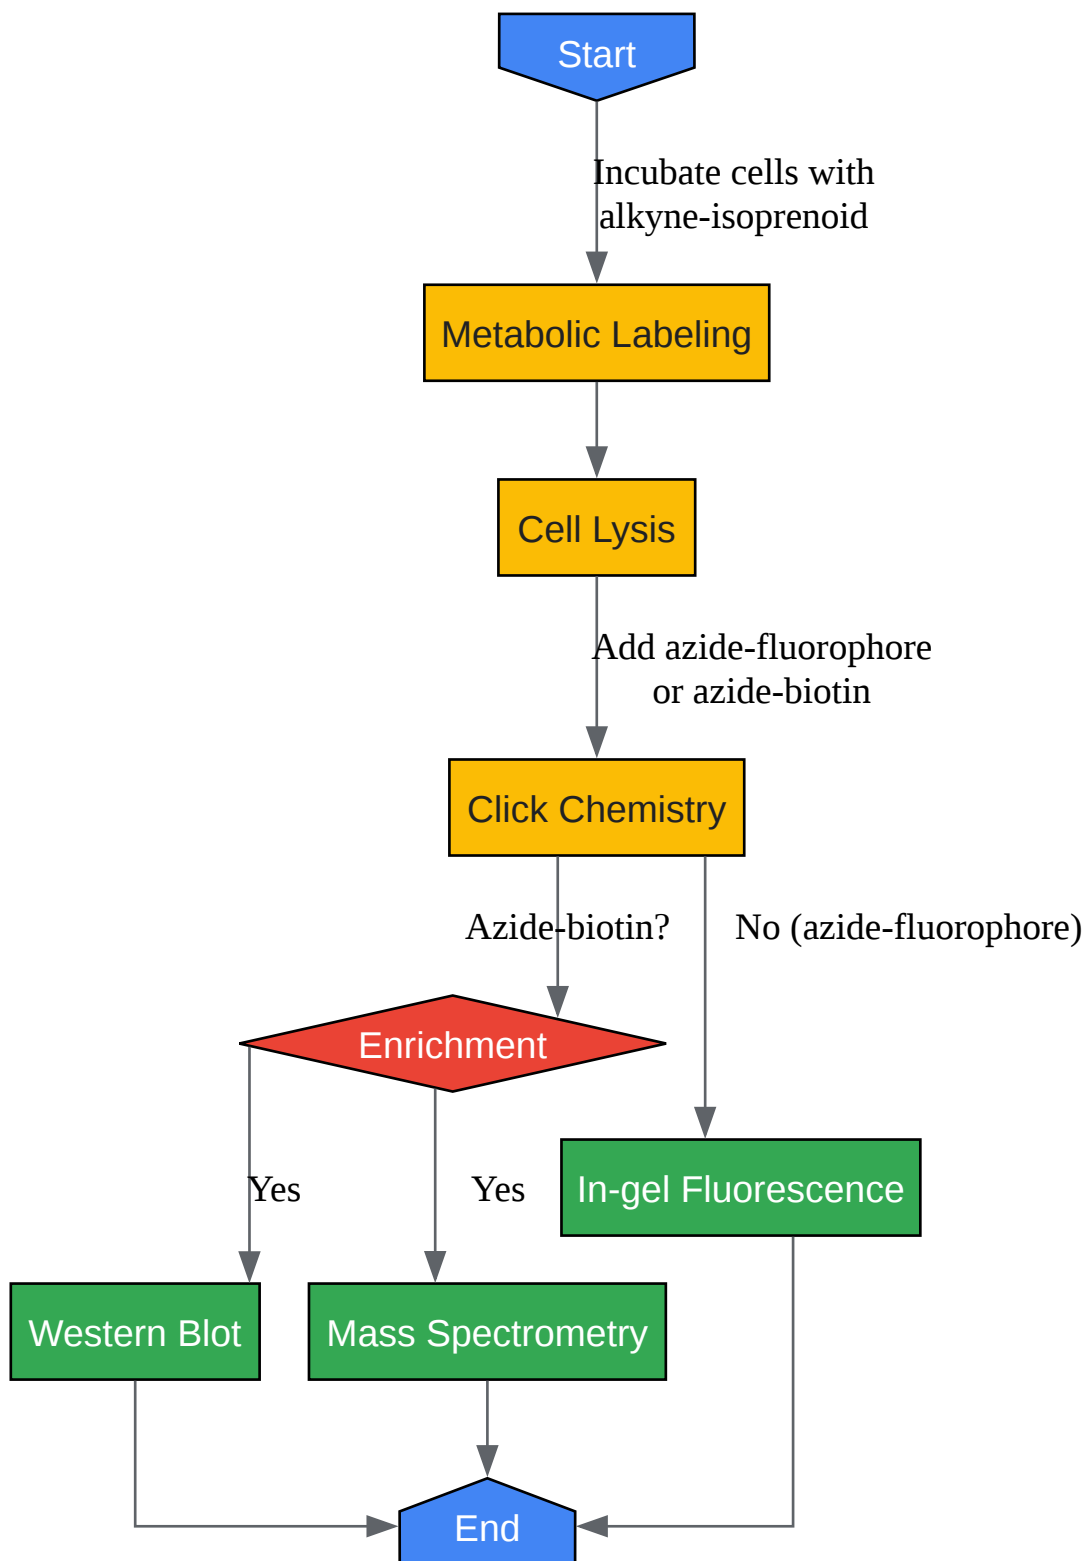 Start
Incubate cells with
alkyne-isoprenoid
Metabolic Labeling
Cell Lysis
Add azide-fluorophore
or azide-biotin
Click Chemistry
Azide-biotin?
No (azide-fluorophore)
Enrichment
Yes
Yes
In-gel Fluorescence
Western Blot
Mass Spectrometry
End